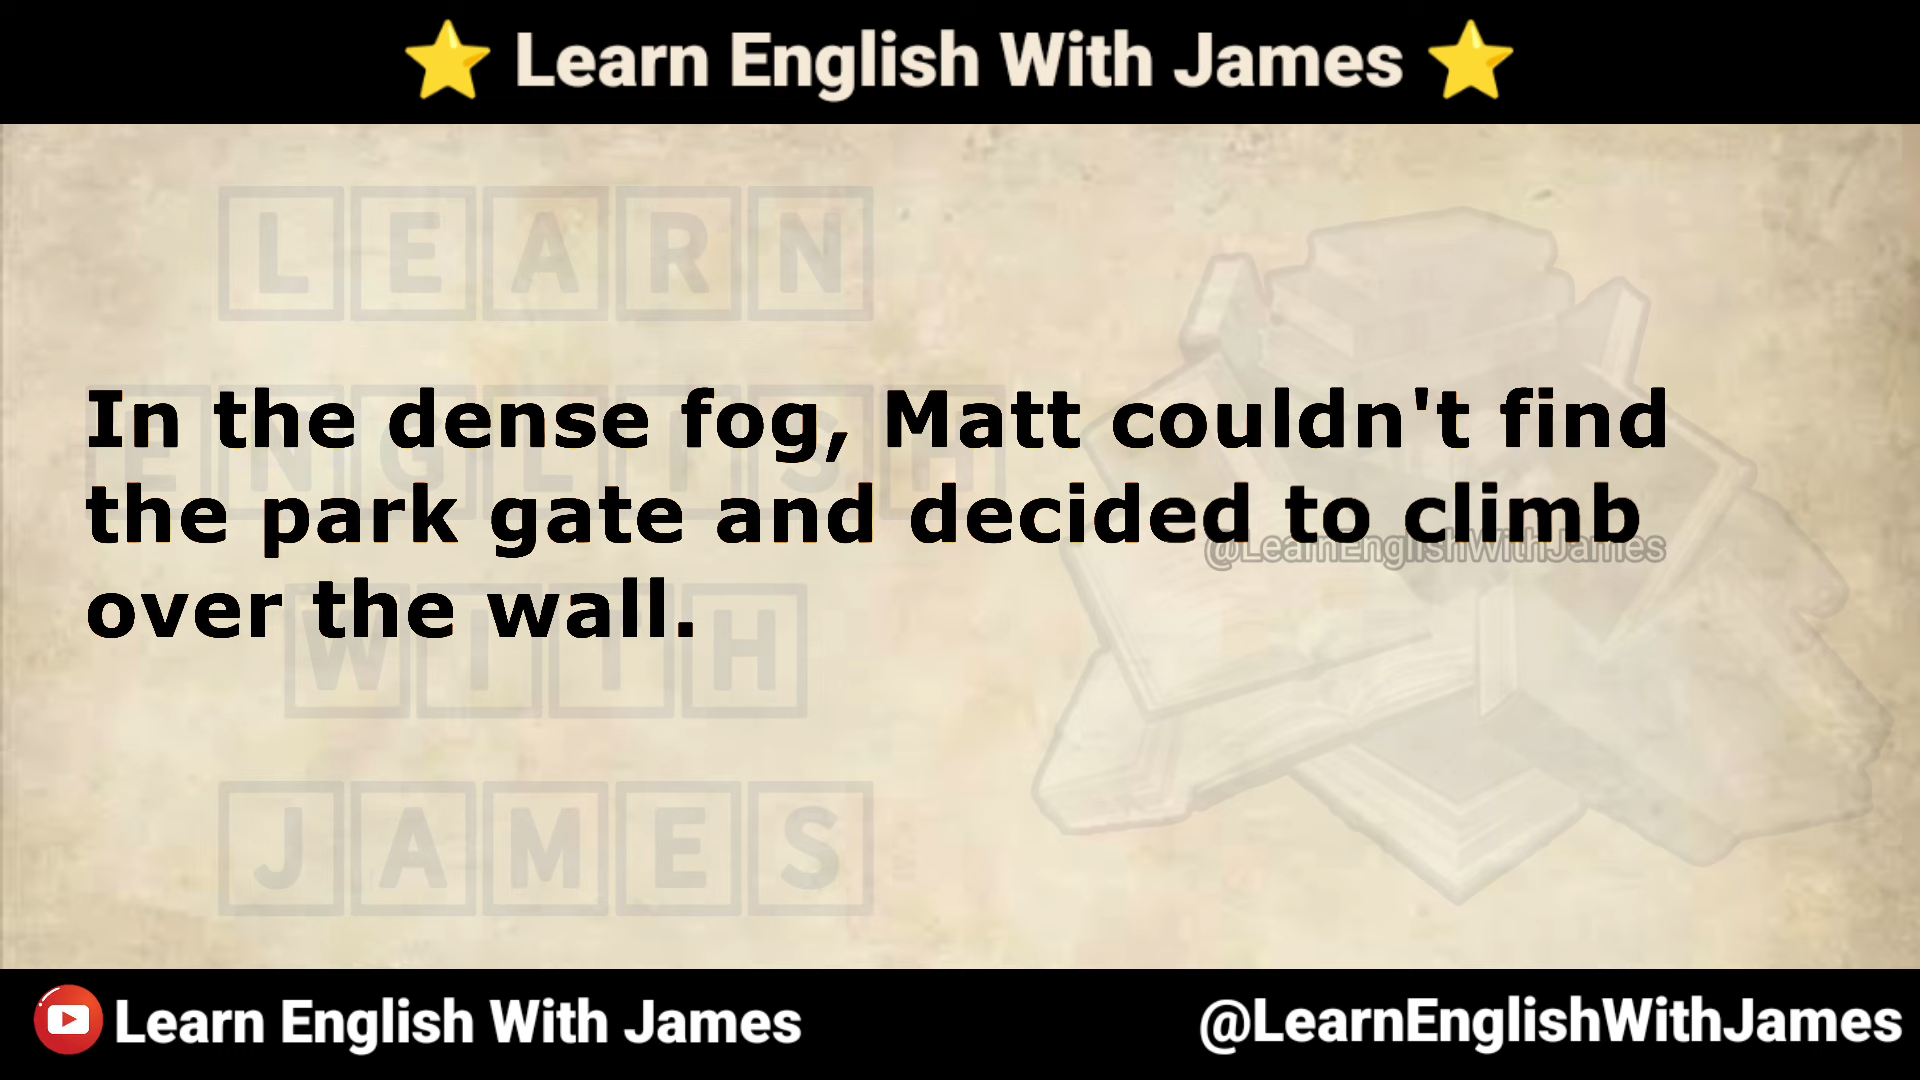 ⭐ Learn English With James ⭐
LEARN
In the dense fog, Matt couldn't find
ENGLISH
the park gate and decided to climb
@LearnEnglishWithJames
over the wall.
WITH
JAMES
Learn English With James
@LearnEnglishWithJames